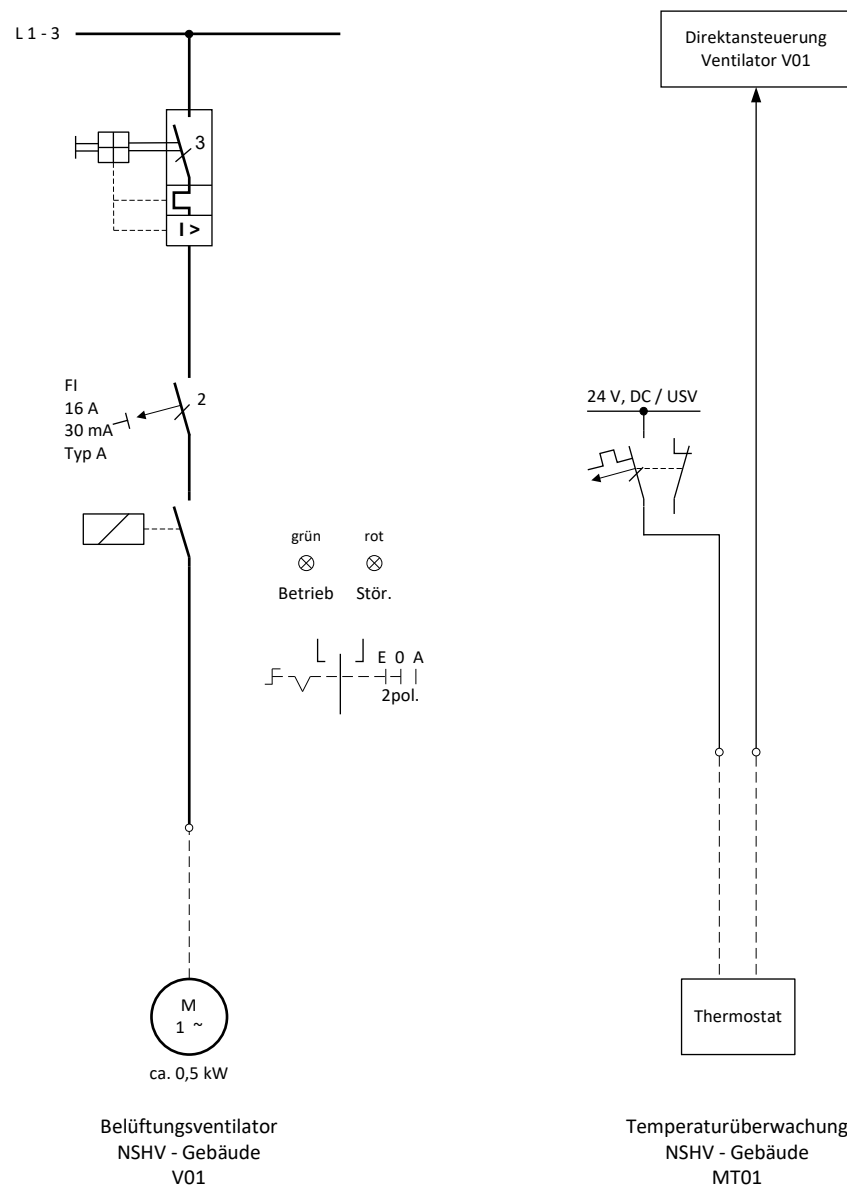 L 1 - 3
3
I >
FI
16 A
30 mA
Typ A
2
grün rot
Betrieb Stör.
E 0 A
2pol.
M
1 ~
ca. 0,5 kW
Belüftungsventilator
NSHV - Gebäude
V01
Direktansteuerung
Ventilator V01
24 V, DC / USV
Thermostat
Temperaturüberwachung
NSHV - Gebäude
MT01